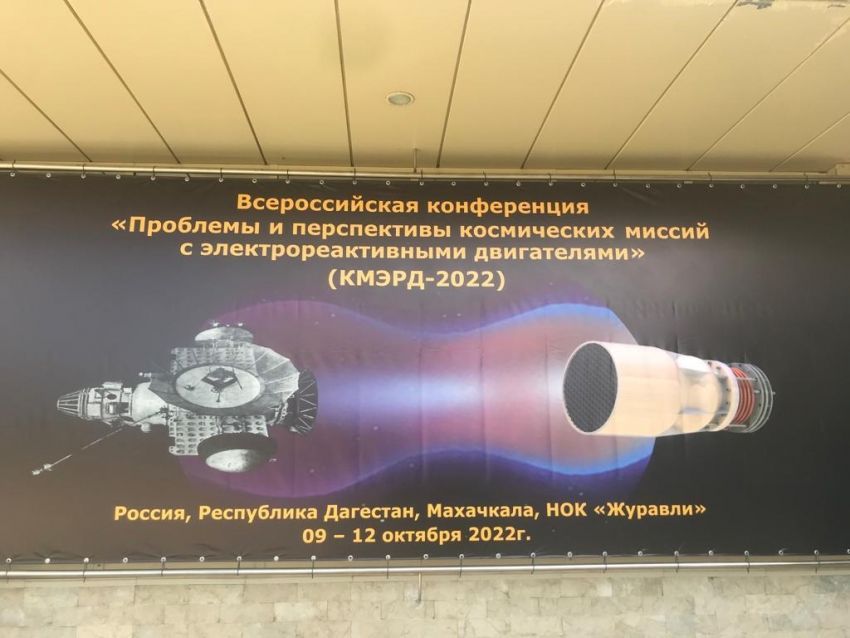 Всероссийская конференция
«Проблемы и перспективы космических миссий
с электрореактивными двигателями»
(КМЭРД-2022)
Россия, Республика Дагестан, Махачкала, НОК «Журавли»
09 – 12 октября 2022г.